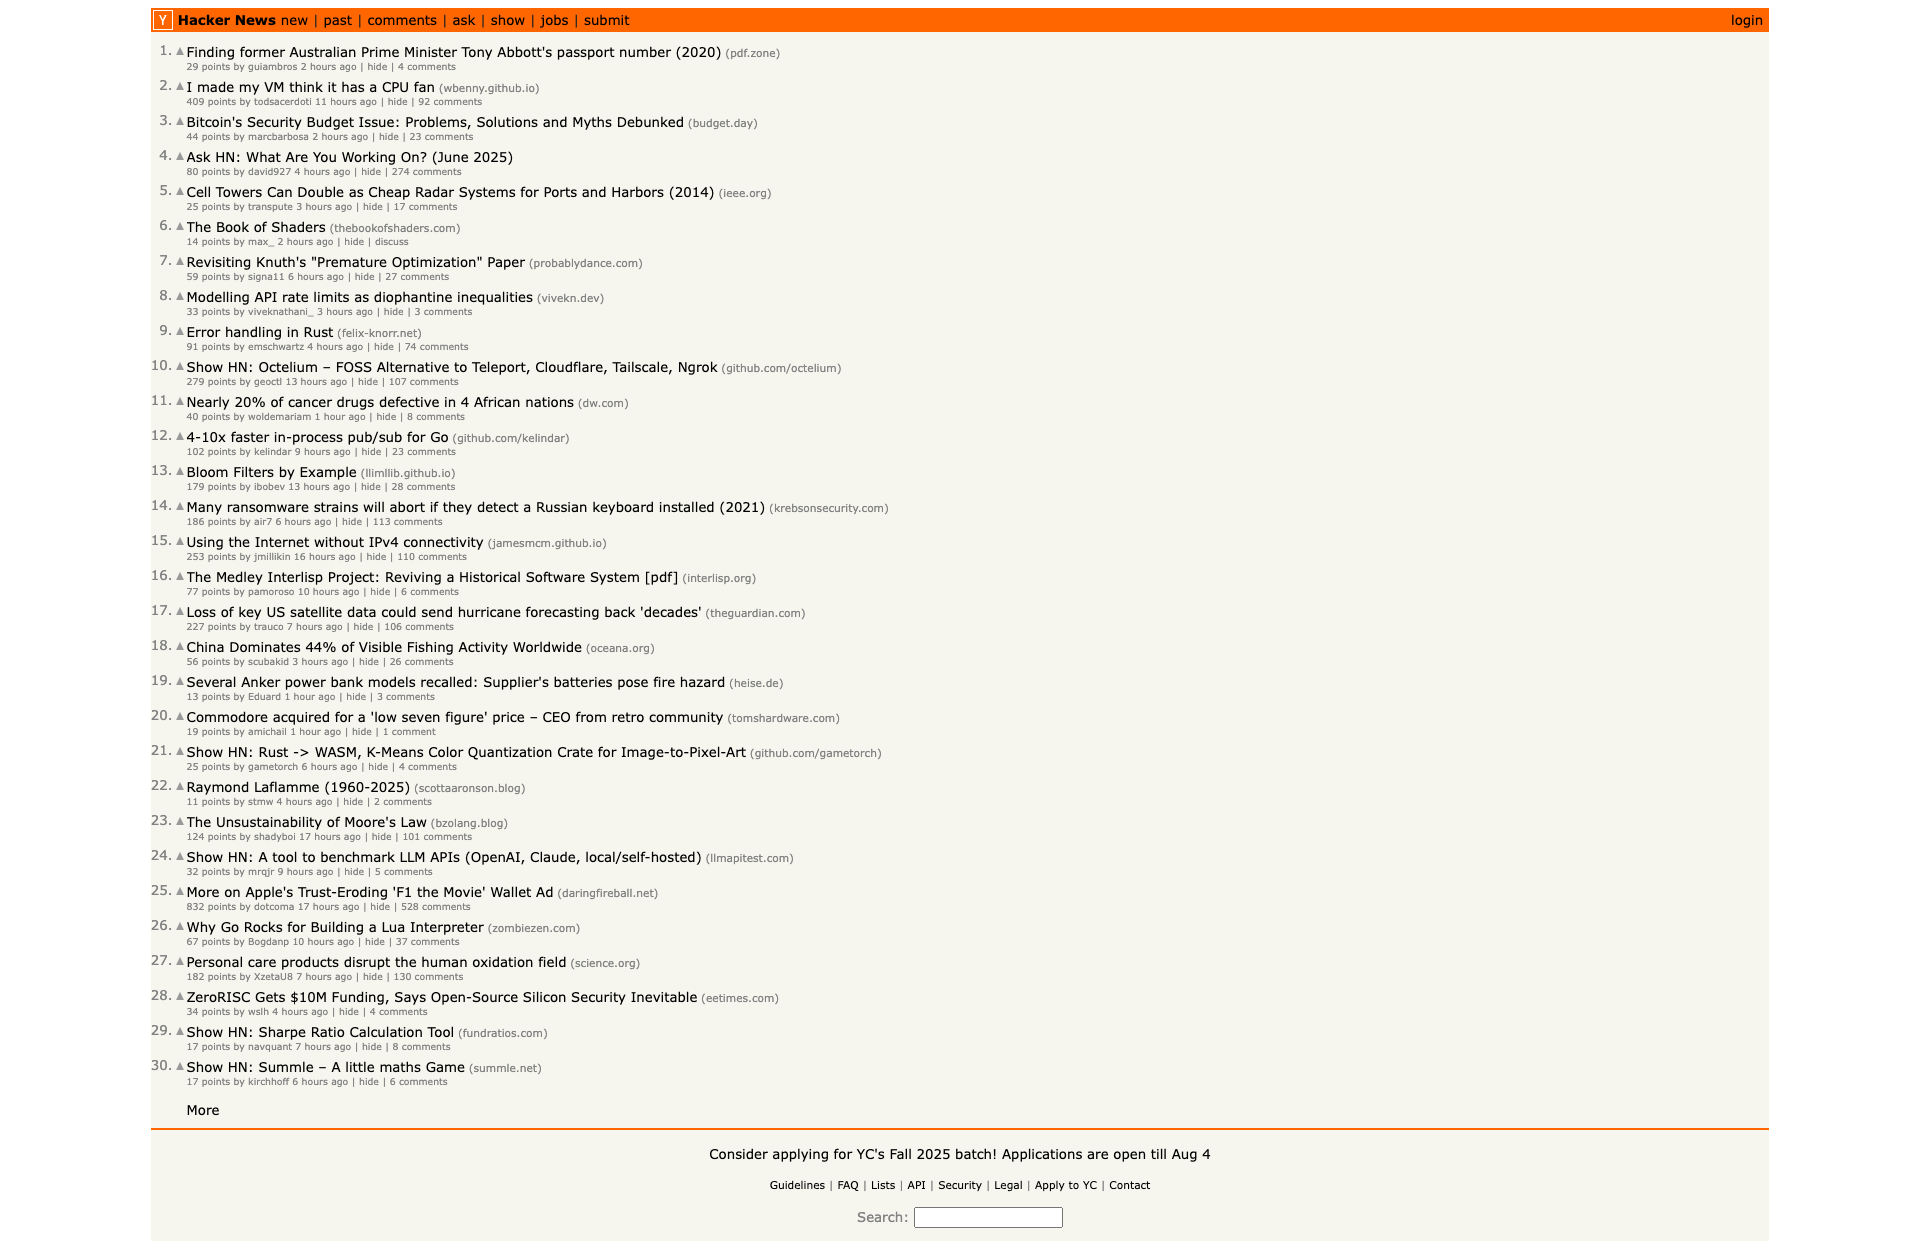 Y Hacker News new | past | comments | ask | show | jobs | submit login
1. ▲ Finding former Australian Prime Minister Tony Abbott's passport number (2020) (pdf.zone)
29 points by guiambros 2 hours ago | hide | 4 comments
2. ▲ I made my VM think it has a CPU fan (wbenny.github.io)
409 points by todsacerdoti 11 hours ago | hide | 92 comments
3. ▲ Bitcoin's Security Budget Issue: Problems, Solutions and Myths Debunked (budget.day)
44 points by marcbarbosa 2 hours ago | hide | 23 comments
4. ▲ Ask HN: What Are You Working On? (June 2025)
80 points by david927 4 hours ago | hide | 274 comments
5. ▲ Cell Towers Can Double as Cheap Radar Systems for Ports and Harbors (2014) (ieee.org)
25 points by transpute 3 hours ago | hide | 17 comments
6. ▲ The Book of Shaders (thebookofshaders.com)
14 points by max_ 2 hours ago | hide | discuss
7. ▲ Revisiting Knuth's "Premature Optimization" Paper (probablydance.com)
59 points by signa11 6 hours ago | hide | 27 comments
8. ▲ Modelling API rate limits as diophantine inequalities (vivekn.dev)
33 points by viveknathani_ 3 hours ago | hide | 3 comments
9. ▲ Error handling in Rust (felix-knorr.net)
91 points by emschwartz 4 hours ago | hide | 74 comments
10. ▲ Show HN: Octelium – FOSS Alternative to Teleport, Cloudflare, Tailscale, Ngrok (github.com/octelium)
279 points by geoctl 13 hours ago | hide | 107 comments
11. ▲ Nearly 20% of cancer drugs defective in 4 African nations (dw.com)
40 points by woldemariam 1 hour ago | hide | 8 comments
12. ▲ 4-10x faster in-process pub/sub for Go (github.com/kelindar)
102 points by kelindar 9 hours ago | hide | 23 comments
13. ▲ Bloom Filters by Example (llimllib.github.io)
179 points by ibobev 13 hours ago | hide | 28 comments
14. ▲ Many ransomware strains will abort if they detect a Russian keyboard installed (2021) (krebsonsecurity.com)
186 points by air7 6 hours ago | hide | 113 comments
15. ▲ Using the Internet without IPv4 connectivity (jamesmcm.github.io)
253 points by jmillikin 16 hours ago | hide | 110 comments
16. ▲ The Medley Interlisp Project: Reviving a Historical Software System [pdf] (interlisp.org)
77 points by pamoroso 10 hours ago | hide | 6 comments
17. ▲ Loss of key US satellite data could send hurricane forecasting back 'decades' (theguardian.com)
227 points by trauco 7 hours ago | hide | 106 comments
18. ▲ China Dominates 44% of Visible Fishing Activity Worldwide (oceana.org)
56 points by scubakid 3 hours ago | hide | 26 comments
19. ▲ Several Anker power bank models recalled: Supplier's batteries pose fire hazard (heise.de)
13 points by Eduard 1 hour ago | hide | 3 comments
20. ▲ Commodore acquired for a 'low seven figure' price – CEO from retro community (tomshardware.com)
19 points by amichail 1 hour ago | hide | 1 comment
21. ▲ Show HN: Rust -> WASM, K-Means Color Quantization Crate for Image-to-Pixel-Art (github.com/gametorch)
25 points by gametorch 6 hours ago | hide | 4 comments
22. ▲ Raymond Laflamme (1960-2025) (scottaaronson.blog)
11 points by stmw 4 hours ago | hide | 2 comments
23. ▲ The Unsustainability of Moore's Law (bzolang.blog)
124 points by shadyboi 17 hours ago | hide | 101 comments
24. ▲ Show HN: A tool to benchmark LLM APIs (OpenAI, Claude, local/self-hosted) (llmapitest.com)
32 points by mrqjr 9 hours ago | hide | 5 comments
25. ▲ More on Apple's Trust-Eroding 'F1 the Movie' Wallet Ad (daringfireball.net)
832 points by dotcoma 17 hours ago | hide | 528 comments
26. ▲ Why Go Rocks for Building a Lua Interpreter (zombiezen.com)
67 points by Bogdanp 10 hours ago | hide | 37 comments
27. ▲ Personal care products disrupt the human oxidation field (science.org)
182 points by XzetaU8 7 hours ago | hide | 130 comments
28. ▲ ZeroRISC Gets $10M Funding, Says Open-Source Silicon Security Inevitable (eetimes.com)
34 points by wslh 4 hours ago | hide | 4 comments
29. ▲ Show HN: Sharpe Ratio Calculation Tool (fundratios.com)
17 points by navquant 7 hours ago | hide | 8 comments
30. ▲ Show HN: Summle – A little maths Game (summle.net)
17 points by kirchhoff 6 hours ago | hide | 6 comments
More
Consider applying for YC's Fall 2025 batch! Applications are open till Aug 4
Guidelines | FAQ | Lists | API | Security | Legal | Apply to YC | Contact
Search: